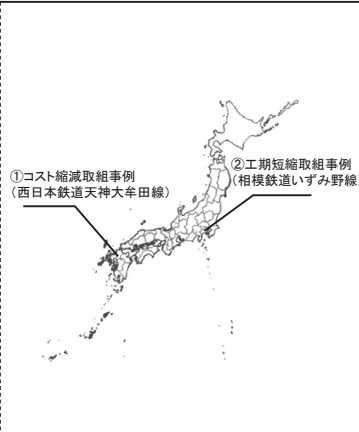 ①コスト縮減取組事例
(西日本鉄道天神大牟田線)
②工期短縮取組事例
(相模鉄道いずみ野線)